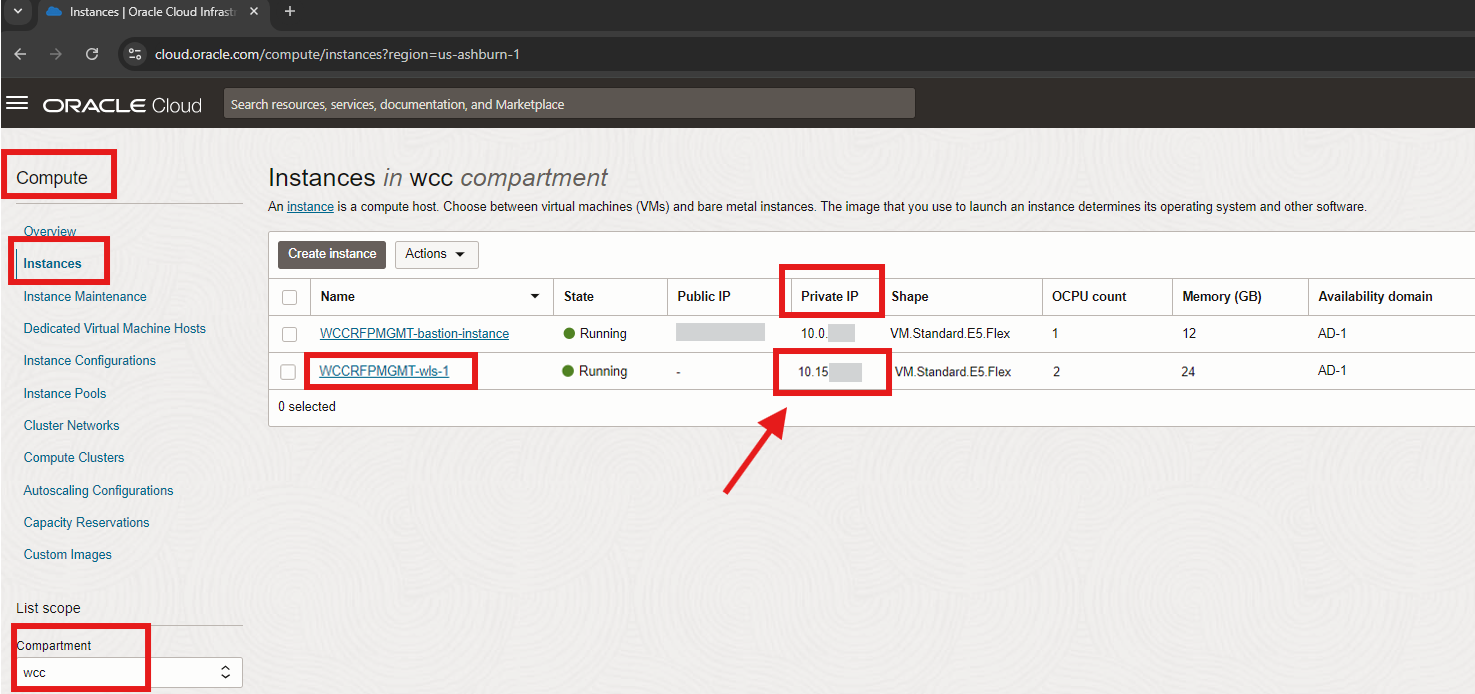 Instances | Oracle Cloud Infrast
cloud.oracle.com/compute/instances?region=us-ashburn-1
ORACLE Cloud
Search resources, services, documentation, and Marketplace
Compute
Overview
Instances
Instance Maintenance
Dedicated Virtual Machine Hosts
Instance Configurations
Instance Pools
Cluster Networks
Compute Clusters
Autoscaling Configurations
Capacity Reservations
Custom Images
List scope
Compartment
wcc
Instances in wcc compartment
An instance is a compute host. Choose between virtual machines (VMs) and bare metal instances. The image that you use to launch an instance determines its operating system and other software.
Create instance Actions
Name State Public IP Private IP Shape OCPU count Memory (GB) Availability domain
WCCRFPMGMT-bastion-instance Running 10.0. VM.Standard.E5.Flex 1 12 AD-1
WCCRFPMGMT-wls-1 Running - 10.15 VM.Standard.E5.Flex 2 24 AD-1
0 selected